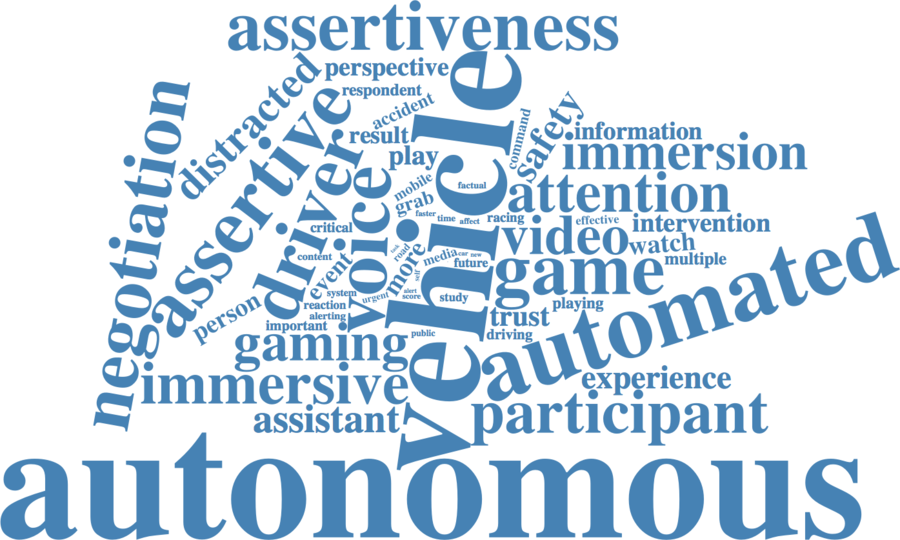 assertiveness
perspective
respondent
distracted
accident
negotiation
assertive
result
play
vehicle
command
safety
information
immersion
driver
voice
mobile
grab
factual
attention
faster
time
affect
racing
effective
intervention
critical
video
watch
content
event
road
more
media
car
new
future
multiple
game
self
system
urgent
alert
score
study
person
reaction
alerting
important
playing
trust
driving
public
automated
gaming
immersive
experience
assistant
participant
autonomous